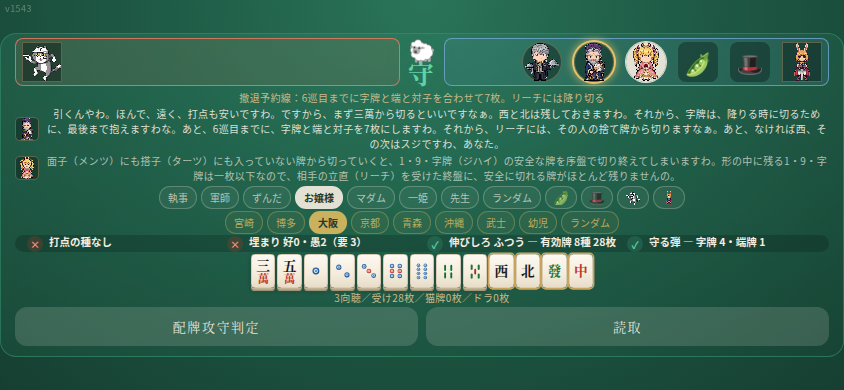 v1543
守
撤退予約線：6巡目までに字牌と端と対子を合わせて7枚。リーチには降り切る
引くんやわ。ほんで、遠く、打点も安いですわ。ですから、まず三萬から切るといいですなぁ。西と北は残しておきますわ。それから、字牌は、降りる時に切るため
に、最後まで抱えますわな。あと、6巡目までに、字牌と端と対子を7枚にしますわ。それから、リーチには、その人の捨て牌から切りますなぁ。あと、なければ西、そ
の次はスジですわ、あなた。
面子（メンツ）にも搭子（ターツ）にも入っていない牌から切っていくと、1・9・字牌（ジハイ）の安全な牌を序盤で切り終えてしまいますわ。形の中に残る1・9・字
牌は一枚以下なので、相手の立直（リーチ）を受けた終盤に、安全に切れる牌がほとんど残りませんの。
執事 軍師 ずんだ お嬢様 マダム 一姫 先生 ランダム
宮崎 博多 大阪 京都 青森 沖縄 武士 幼児 ランダム
× 打点の種なし × 埋まり 好0・愚2（要 3） ✓ 伸びしろ ふつう — 有効牌 8種 28枚 ✓ 守る弾 — 字牌 4・端牌 1
三萬 五萬 西 北 發 中
3向聴／受け28枚／猫牌0枚／ドラ0枚
配牌攻守判定 読取